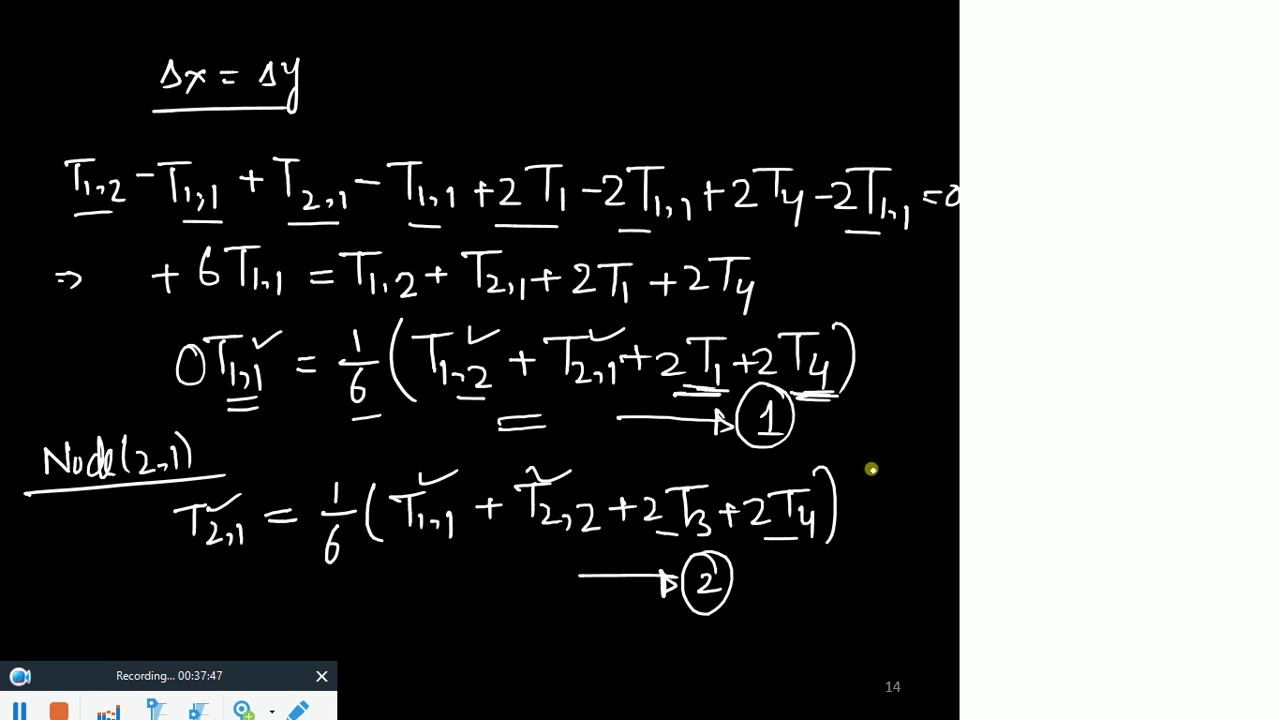 Δx = Δy
T1,2 - T1,1 + T2,1 - T1,1 + 2T1 - 2T1,1 + 2T4 - 2T1,1 = 0
⇒ + 6T1,1 = T1,2 + T2,1 + 2T1 + 2T4
0T1,1 ✓ = 1/6 (T1,2 ✓ + T2,1 ✓ + 2T1 + 2T4)
= → 1
Node(2,1)
T2,1 ✓ = 1/6 (T1,1 ✓ + T2,2 ✓ + 2T3 + 2T4)
→ 2
Recording... 00:37:47
14